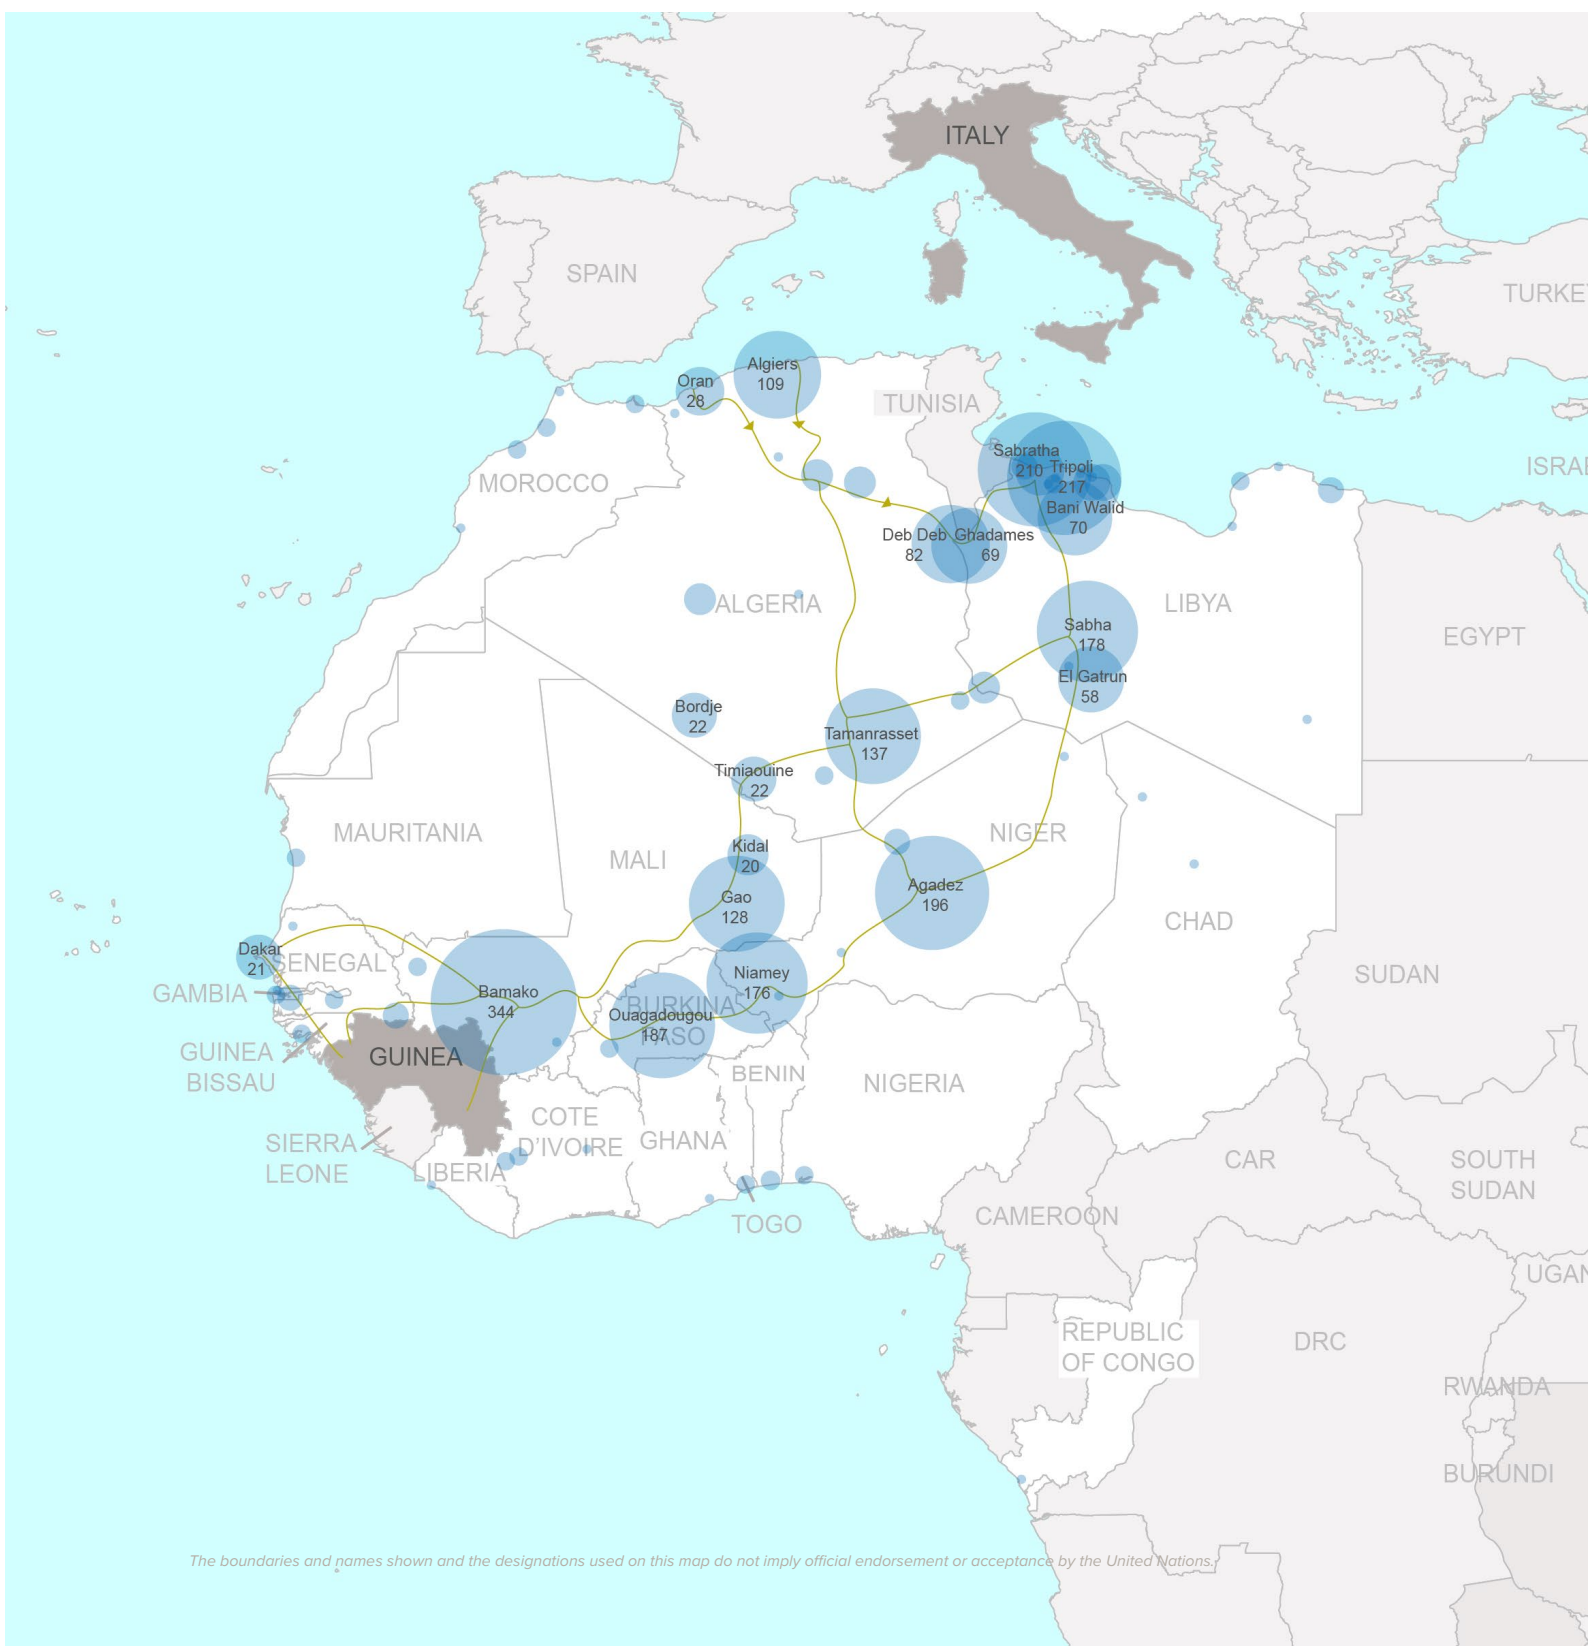 ITALY
SPAIN
TURKE
Algiers
109
Oran
28
TUNISIA
Sabratha
210
Tripoli
217
ISRAE
MOROCCO
Bani Walid
70
Deb Deb
82
Ghadames
69
ALGERIA
LIBYA
Sabha
178
EGYPT
El Gatrun
58
Bordje
22
Tamanrasset
137
Timiaouine
22
MAURITANIA
MALI
Kidal
20
NIGER
Agadez
196
Gao
128
CHAD
Dakar
21
SENEGAL
GAMBIA
Bamako
344
Niamey
176
SUDAN
BURKINA
FASO
Ouagadougou
187
GUINEA
BISSAU
GUINEA
BENIN
NIGERIA
COTE
D'IVOIRE
GHANA
SIERRA
LEONE
LIBERIA
CAR
SOUTH
SUDAN
TOGO
CAMEROON
UGAN
REPUBLIC
OF CONGO
DRC
RWANDA
BURUNDI
The boundaries and names shown and the designations used on this map do not imply official endorsement or acceptance by the United Nations.